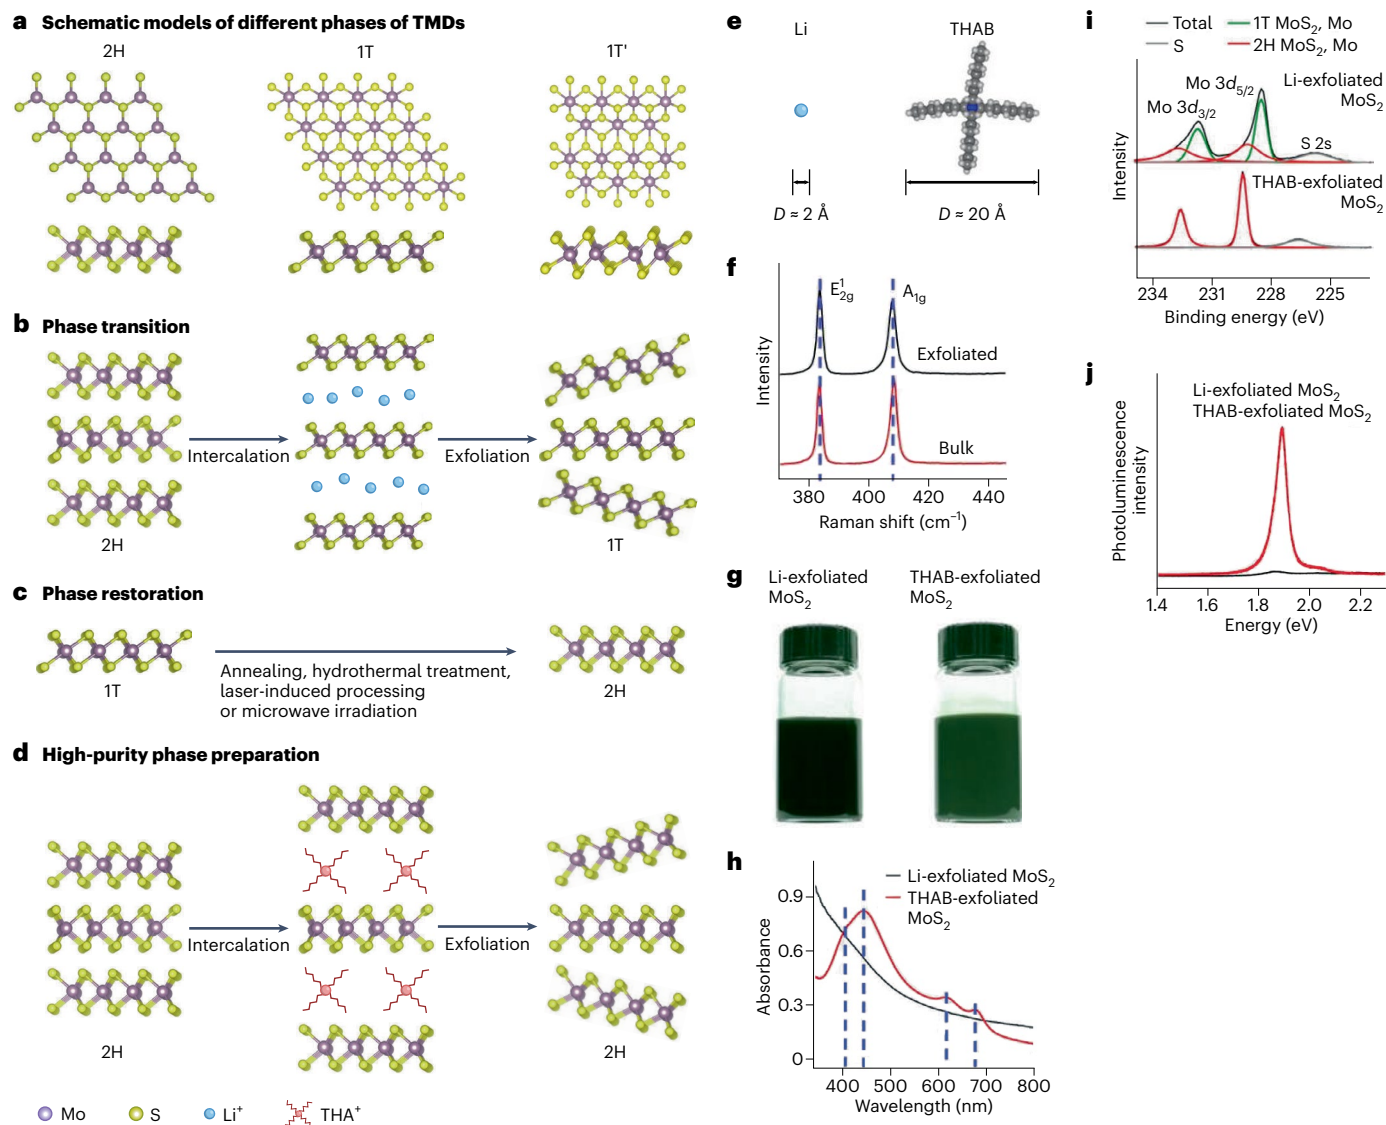 a Schematic models of different phases of TMDs
2H
1T
1T'
b Phase transition
Intercalation
Exfoliation
2H
1T
c Phase restoration
1T
Annealing, hydrothermal treatment,
laser-induced processing
or microwave irradiation
2H
d High-purity phase preparation
Intercalation
Exfoliation
2H
2H
Mo
S
Li⁺
THA⁺
e
Li
THAB
D ≈ 2 Å
D ≈ 20 Å
f
Intensity
E¹₂g
A₁g
Exfoliated
Bulk
380 400 420 440
Raman shift (cm⁻¹)
g
Li-exfoliated
MoS₂
THAB-exfoliated
MoS₂
h
Absorbance
0.9
0.6
0.3
0
Li-exfoliated MoS₂
THAB-exfoliated
MoS₂
400 500 600 700 800
Wavelength (nm)
i
Total
1T MoS₂, Mo
S
2H MoS₂, Mo
Intensity
Mo 3d₃/₂
Mo 3d₅/₂
Li-exfoliated
MoS₂
S 2s
THAB-exfoliated
MoS₂
234 231 228 225
Binding energy (eV)
j
Photoluminescence
intensity
Li-exfoliated MoS₂
THAB-exfoliated MoS₂
1.4 1.6 1.8 2.0 2.2
Energy (eV)